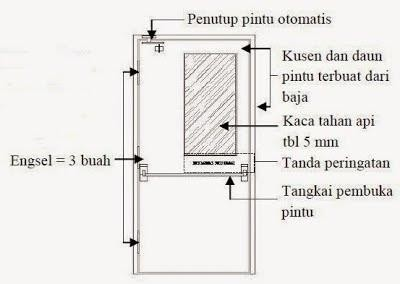 Penutup pintu otomatis
Kusen dan daun
pintu terbuat dari
baja
Kaca tahan api
tbl 5 mm
Engsel = 3 buah
Tanda peringatan
Tangkai pembuka
pintu